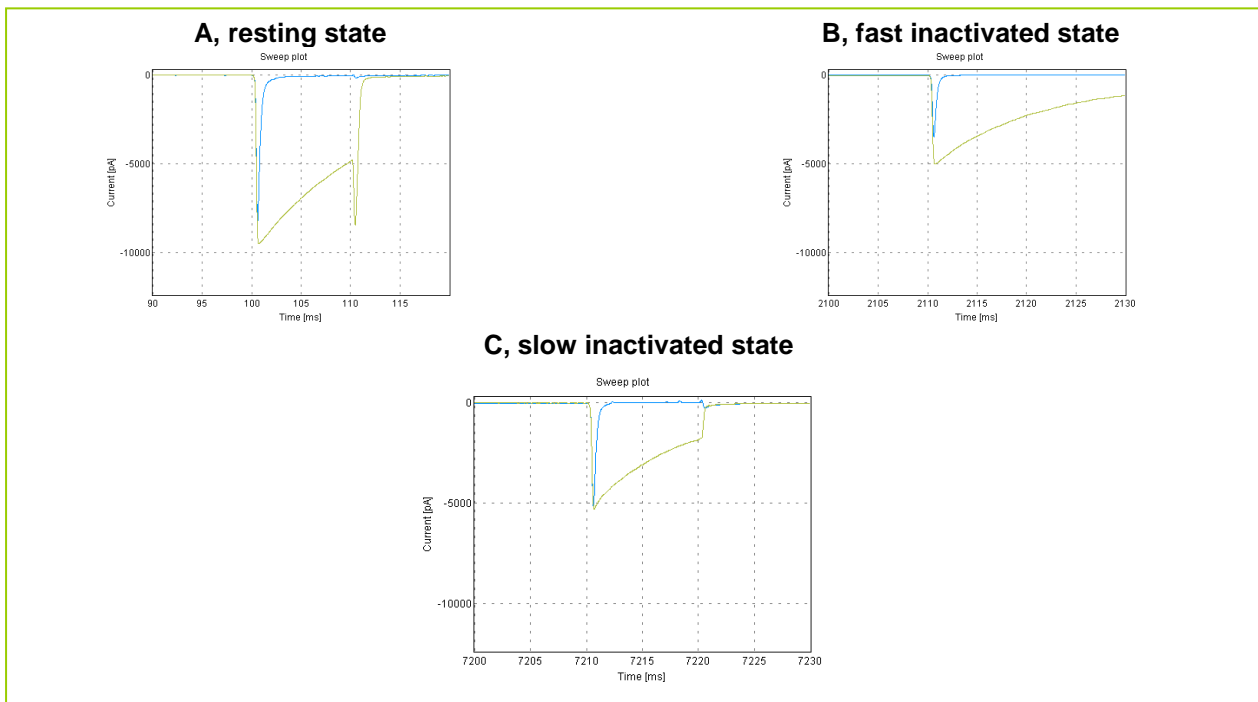 A, resting state
Sweep plot
0
-5000
-10000
Current [pA]
90 95 100 105 110 115
Time [ms]
B, fast inactivated state
Sweep plot
0
-5000
-10000
Current [pA]
2100 2105 2110 2115 2120 2125 2130
Time [ms]
C, slow inactivated state
Sweep plot
0
-5000
-10000
Current [pA]
7200 7205 7210 7215 7220 7225 7230
Time [ms]